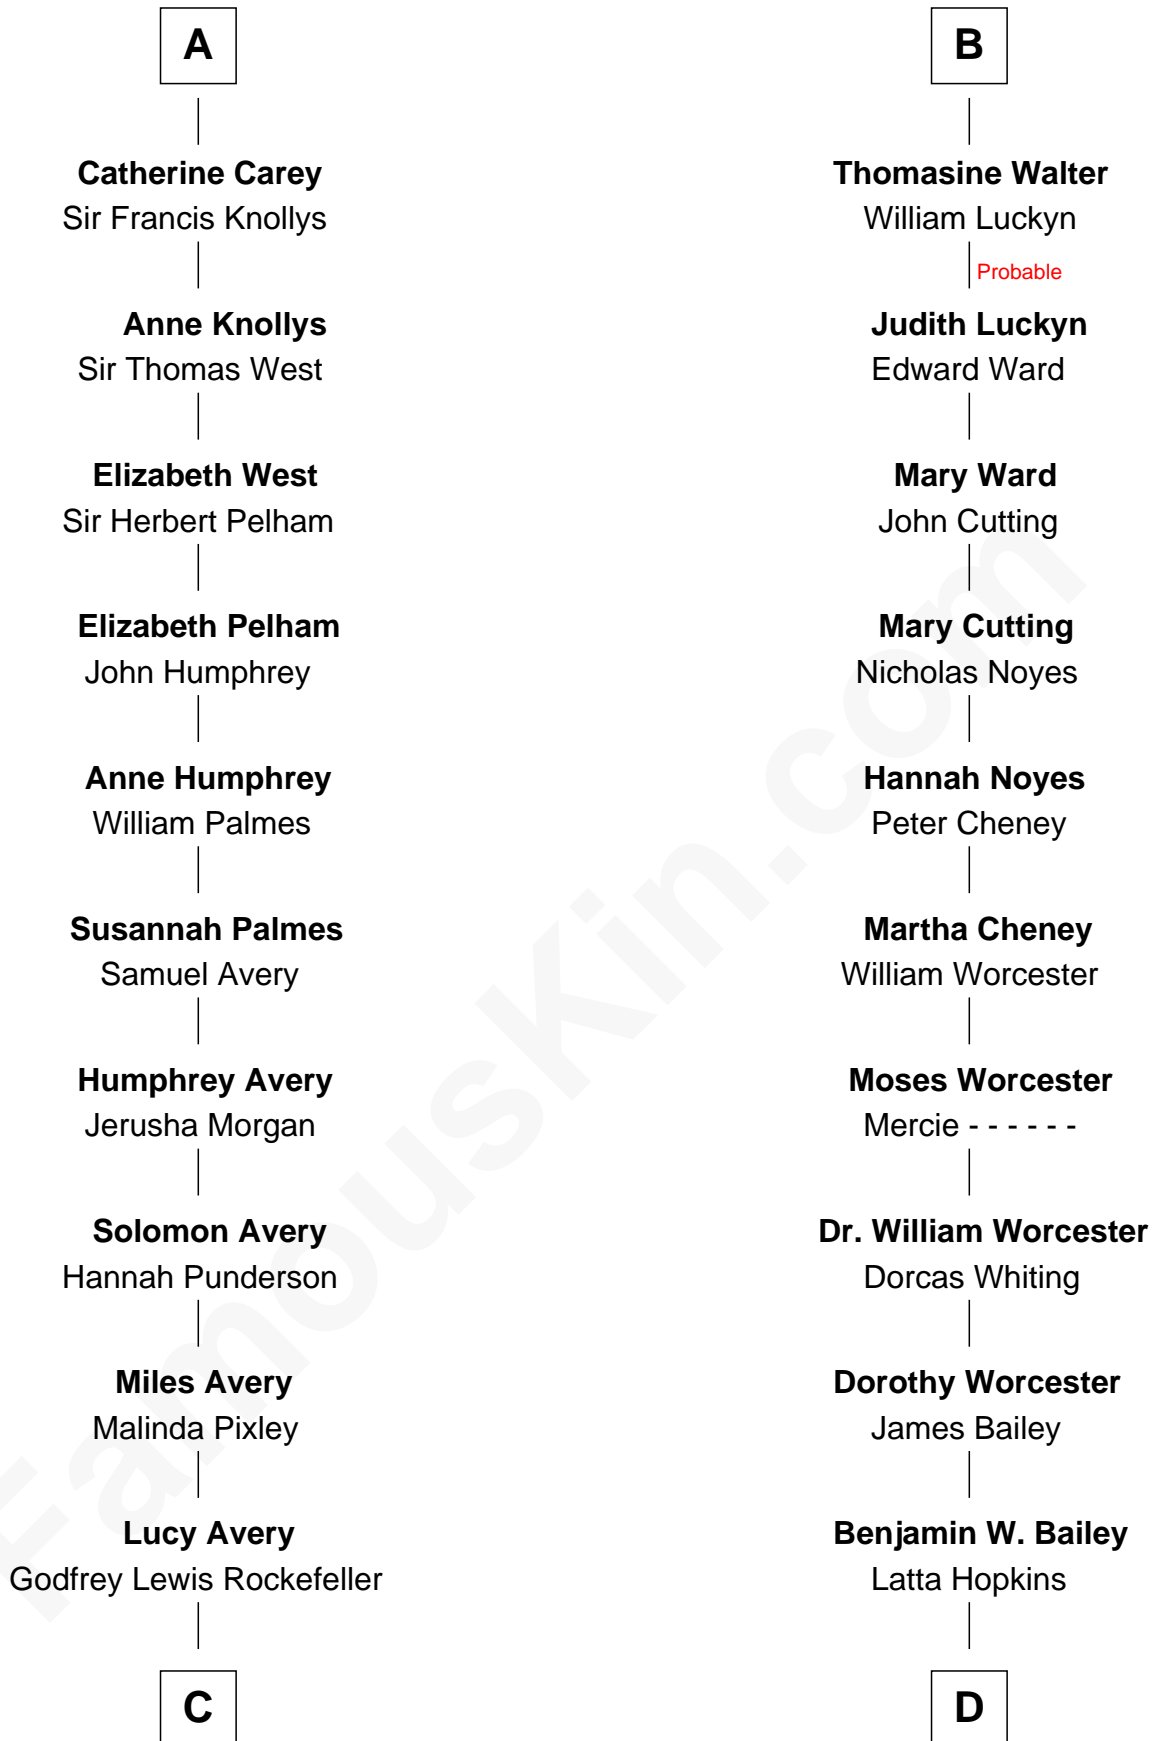 A
Catherine Carey
Sir Francis Knollys
Anne Knollys
Sir Thomas West
Elizabeth West
Sir Herbert Pelham
Elizabeth Pelham
John Humphrey
Anne Humphrey
William Palmes
Susannah Palmes
Samuel Avery
Humphrey Avery
Jerusha Morgan
Solomon Avery
Hannah Punderson
Miles Avery
Malinda Pixley
Lucy Avery
Godfrey Lewis Rockefeller
C
B
Thomasine Walter
William Luckyn
Probable
Judith Luckyn
Edward Ward
Mary Ward
John Cutting
Mary Cutting
Nicholas Noyes
Hannah Noyes
Peter Cheney
Martha Cheney
William Worcester
Moses Worcester
Mercie - - - - - -
Dr. William Worcester
Dorcas Whiting
Dorothy Worcester
James Bailey
Benjamin W. Bailey
Latta Hopkins
D
FamousKin.com